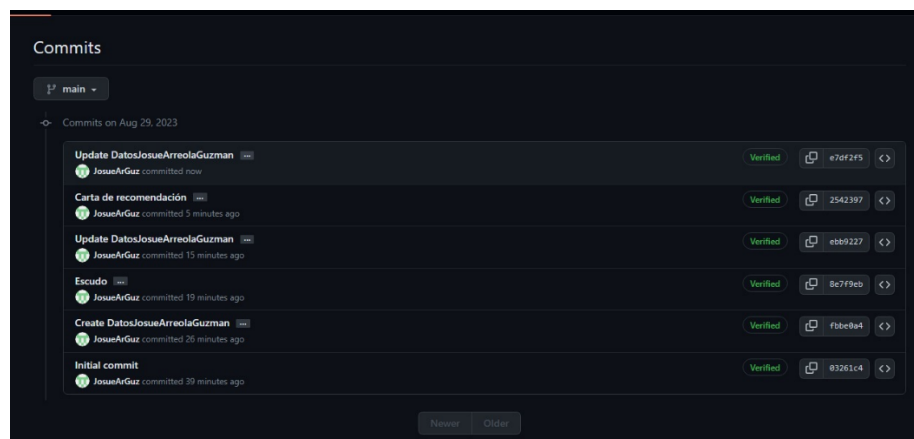 Commits
main
Commits on Aug 29, 2023
Update DatosJosueArreolaGuzman ...
Verified e7df2f5
JosueArGuz committed now
Carta de recomendación ...
Verified 2542397
JosueArGuz committed 5 minutes ago
Update DatosJosueArreolaGuzman ...
Verified ebb9227
JosueArGuz committed 15 minutes ago
Escudo ...
Verified 8e7f9eb
JosueArGuz committed 19 minutes ago
Create DatosJosueArreolaGuzman ...
Verified fbbe0a4
JosueArGuz committed 26 minutes ago
Initial commit
Verified 03261c4
JosueArGuz committed 39 minutes ago
Newer Older